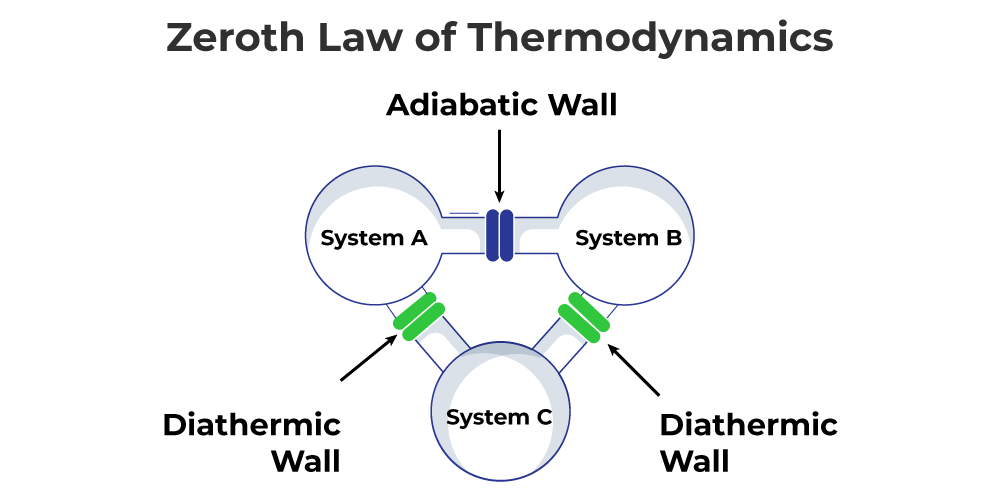 Zeroth Law of Thermodynamics
Adiabatic Wall
System A
System B
System C
Diathermic
Wall
Diathermic
Wall